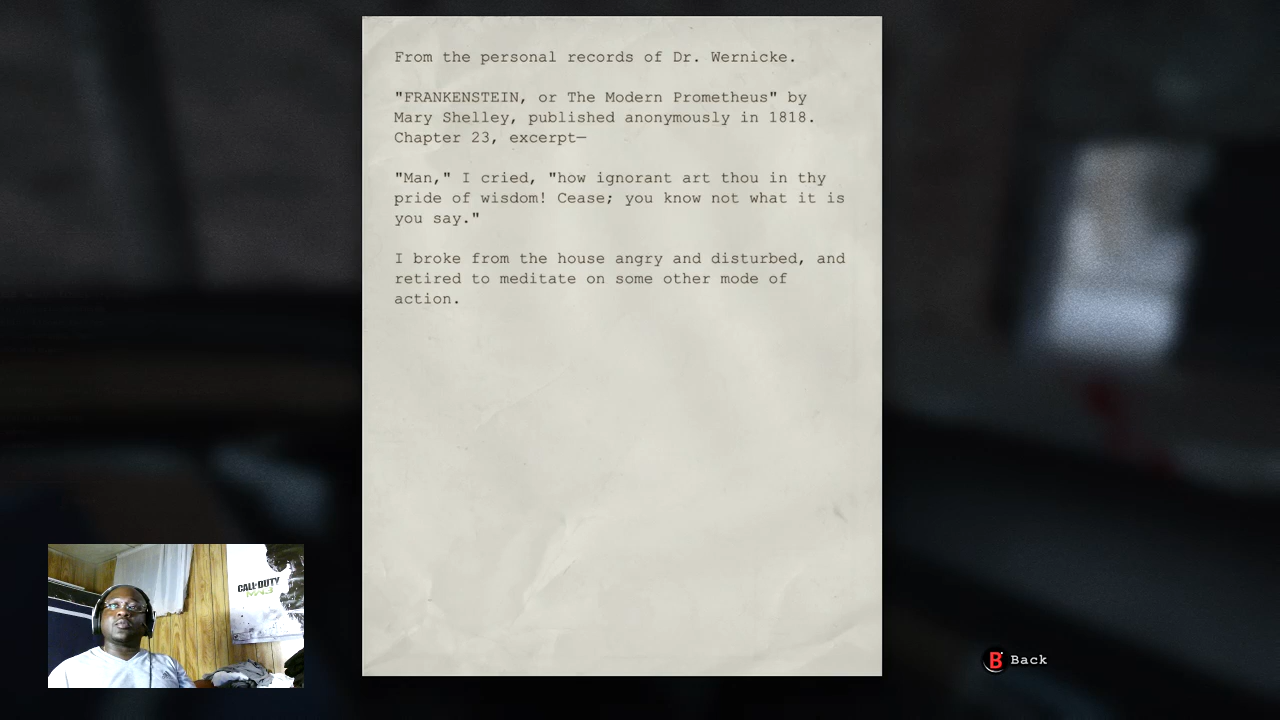 From the personal records of Dr. Wernicke.
"FRANKENSTEIN, or The Modern Prometheus" by
Mary Shelley, published anonymously in 1818.
Chapter 23, excerpt—
"Man," I cried, "how ignorant art thou in thy
pride of wisdom! Cease; you know not what it is
you say."
I broke from the house angry and disturbed, and
retired to meditate on some other mode of
action.
CALL·DUTY
MW3
B Back